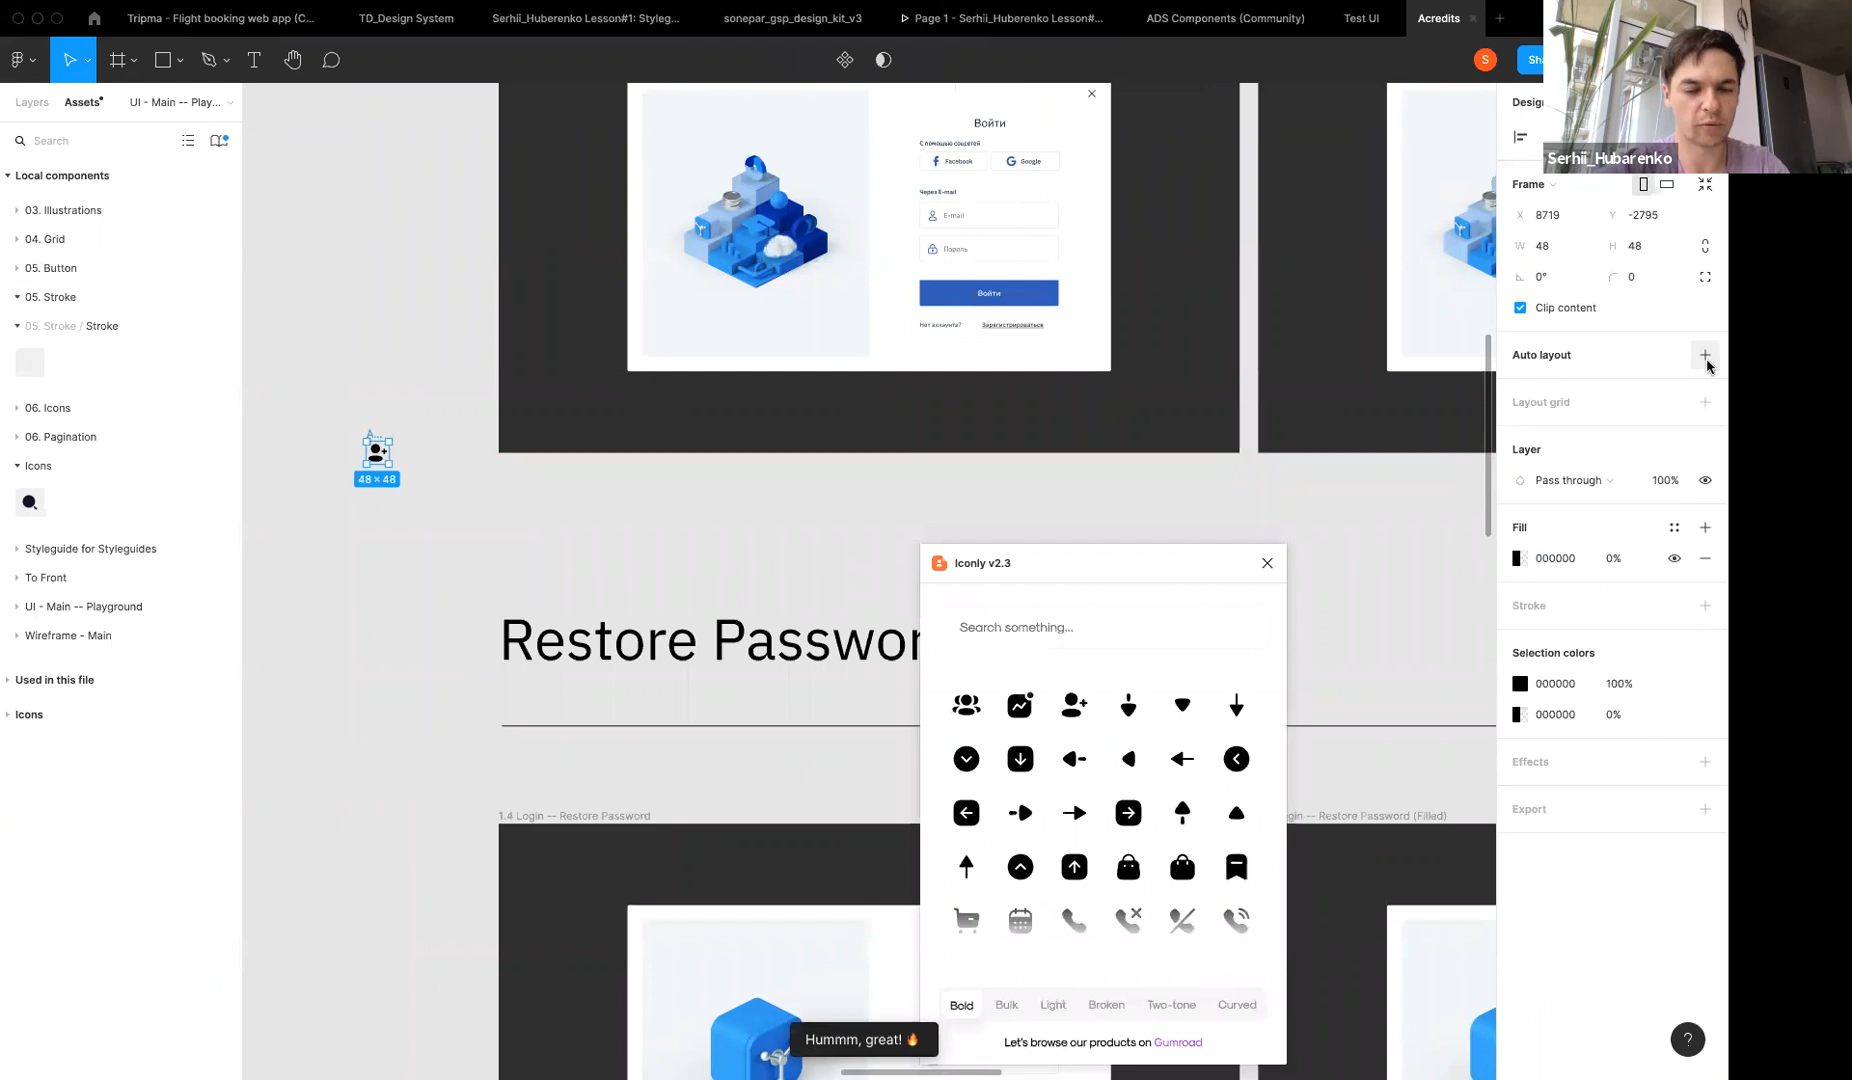 Tripma - Flight booking web app (C...
TD_Design System
Serhii_Huberenko Lesson#1: Styleg...
sonepar_gsp_design_kit_v3
Page 1 - Serhii_Huberenko Lesson#...
ADS Components (Community)
Test UI
Acredits
S
Sha
Layers
Assets
UI - Main -- Play...
Search
Local components
03. Illustrations
04. Grid
05. Button
05. Stroke
05. Stroke / Stroke
06. Icons
06. Pagination
Icons
Styleguide for Styleguides
To Front
UI - Main -- Playground
Wireframe - Main
Used in this file
Icons
48 × 48
Войти
С помощью соцсетей
Facebook
Google
Через E-mail
E-mail
Пароль
Войти
Нет аккаунта? Зарегистрироваться
Restore Passwor
1.4 Login -- Restore Password
gin -- Restore Password (Filled)
Iconly v2.3
Search something...
Bold
Bulk
Light
Broken
Two-tone
Curved
Let's browse our products on Gumroad
Hummm, great! 🔥
Serhii_Hubarenko
Design
Frame
X 8719
Y -2795
W 48
H 48
0°
0
Clip content
Auto layout
Layout grid
Layer
Pass through
100%
Fill
000000
0%
Stroke
Selection colors
000000
100%
000000
0%
Effects
Export
?